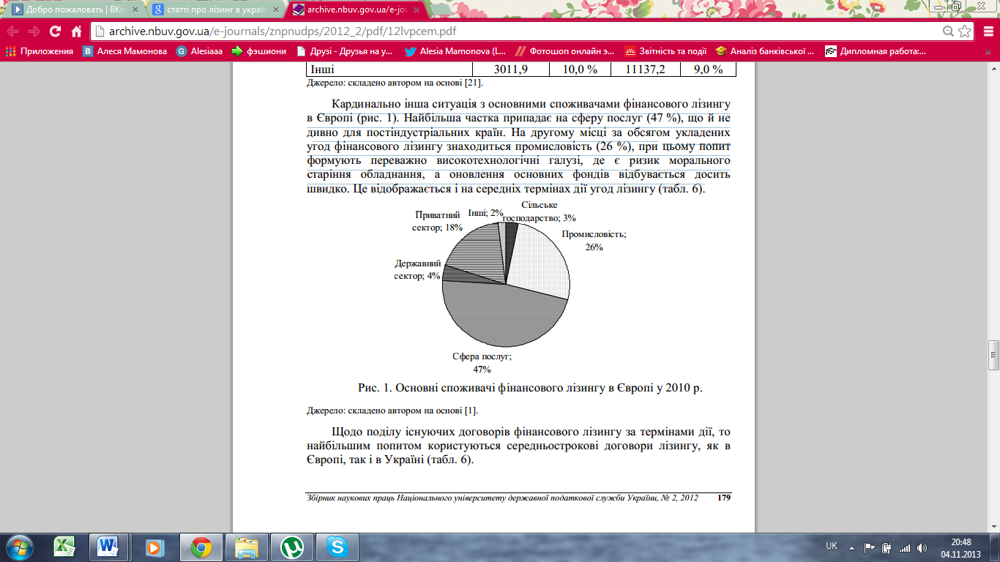 Добро пожаловать | ВКон
статті про лізинг в україн
archive.nbuv.gov.ua/e-jou
archive.nbuv.gov.ua/e-journals/znpnudps/2012_2/pdf/12lvpcem.pdf
Приложения
Алеся Мамонова
Alesiaaa
фэшиони
Друзі - Друзья на у...
Alesia Mamonova (L...
Фотошоп онлайн э...
Звітність та події
Аналіз банківської ...
Дипломная работа:...
Інші 3011,9 10,0 % 11137,2 9,0 %
Джерело: складено автором на основі [21].
Кардинально інша ситуація з основними споживачами фінансового лізингу
в Європі (рис. 1). Найбільша частка припадає на сферу послуг (47 %), що й не
дивно для постіндустріальних країн. На другому місці за обсягом укладених
угод фінансового лізингу знаходиться промисловість (26 %), при цьому попит
формують переважно високотехнологічні галузі, де є ризик морального
старіння обладнання, а оновлення основних фондів відбувається досить
швидко. Це відображається і на середніх термінах дії угод лізингу (табл. 6).
Сільське
господарство; 3%
Інші; 2%
Приватний
сектор; 18%
Промисловість;
26%
Державний
сектор; 4%
Сфера послуг;
47%
Рис. 1. Основні споживачі фінансового лізингу в Європі у 2010 р.
Джерело: складено автором на основі [1].
Щодо поділу існуючих договорів фінансового лізингу за термінами дії, то
найбільшим попитом користуються середньострокові договори лізингу, як в
Європі, так і в Україні (табл. 6).
Збірник наукових праць Національного університету державної податкової служби України, № 2, 2012 179
UK
20:48
04.11.2013